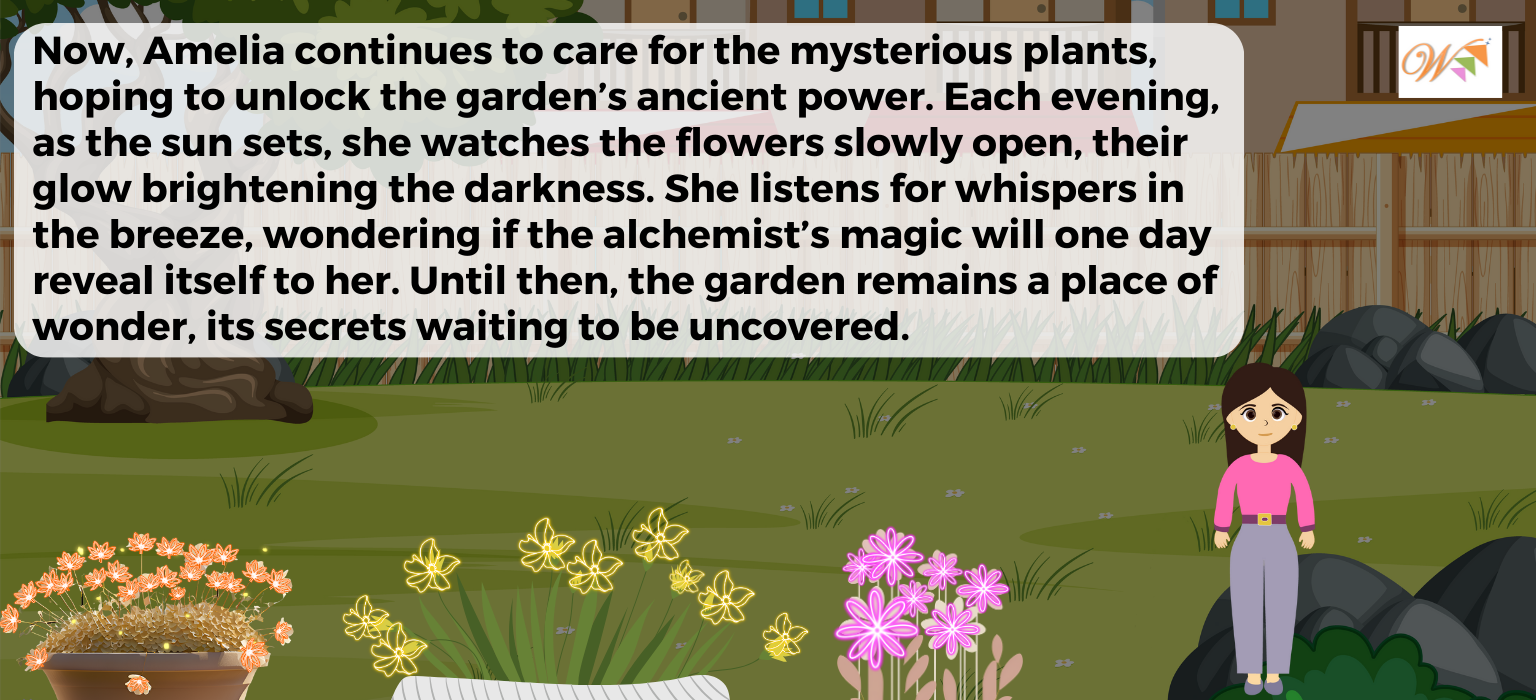 Now, Amelia continues to care for the mysterious plants,
hoping to unlock the garden’s ancient power. Each evening,
as the sun sets, she watches the flowers slowly open, their
glow brightening the darkness. She listens for whispers in
the breeze, wondering if the alchemist’s magic will one day
reveal itself to her. Until then, the garden remains a place of
wonder, its secrets waiting to be uncovered.
W